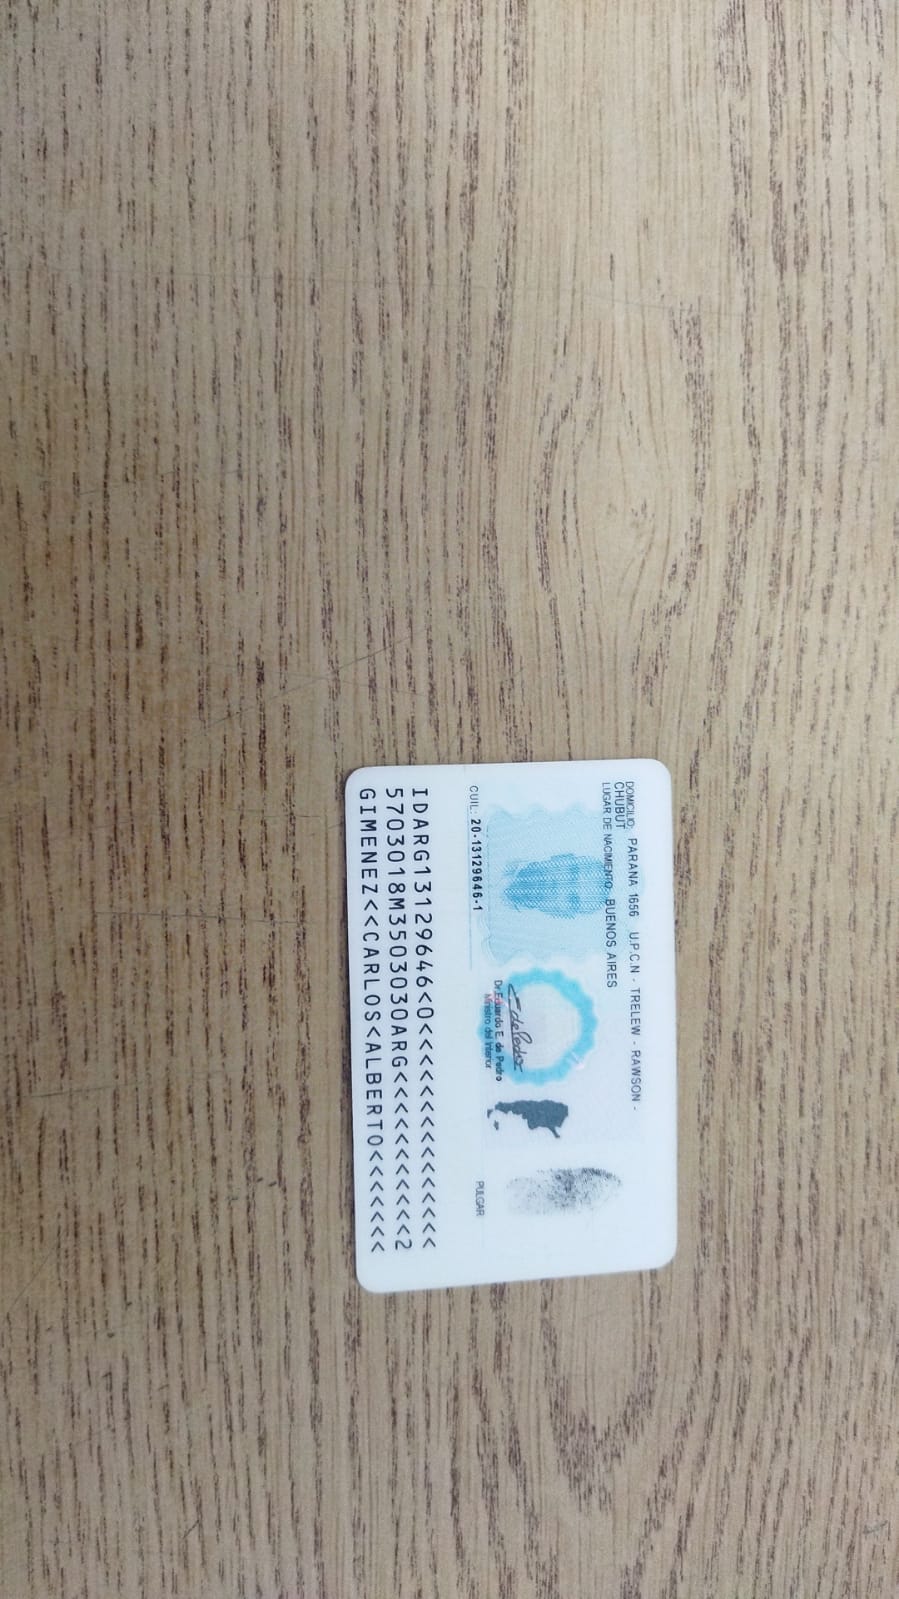 DOMICILIO: PARANA 1656 U.P.C.N - TRELEW - RAWSON -
CHUBUT
LUGAR DE NACIMIENTO: BUENOS AIRES
Dr. Eduardo E. de Pedro
Ministro del Interior
CUIL: 20-13129646-1
PULGAR
IDARG13129646<0<<<<<<<<<<<<<<<
5703018M3503030ARG<<<<<<<<<<<2
GIMENEZ<<CARLOS<ALBERTO<<<<<<<